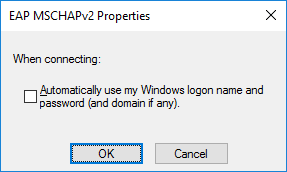 EAP MSCHAPv2 Properties
When connecting:
Automatically use my Windows logon name and
password (and domain if any).
OK
Cancel